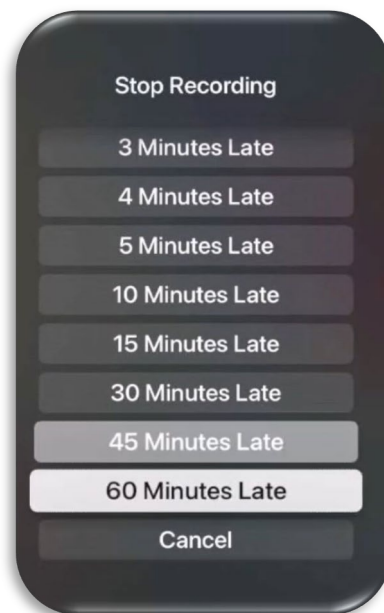 Stop Recording
3 Minutes Late
4 Minutes Late
5 Minutes Late
10 Minutes Late
15 Minutes Late
30 Minutes Late
45 Minutes Late
60 Minutes Late
Cancel